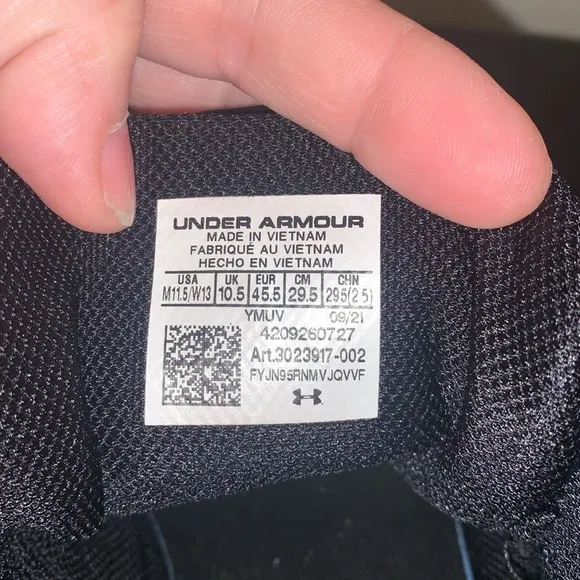 UNDER ARMOUR
MADE IN VIETNAM
FABRIQUÉ AU VIETNAM
HECHO EN VIETNAM
USA UK EUR CM CHN
M11.5/W13 10.5 45.5 29.5 295(2.5)
YMUV 09/21
4209260727
Art.3023917-002
FYJN95RNMVJQVVF